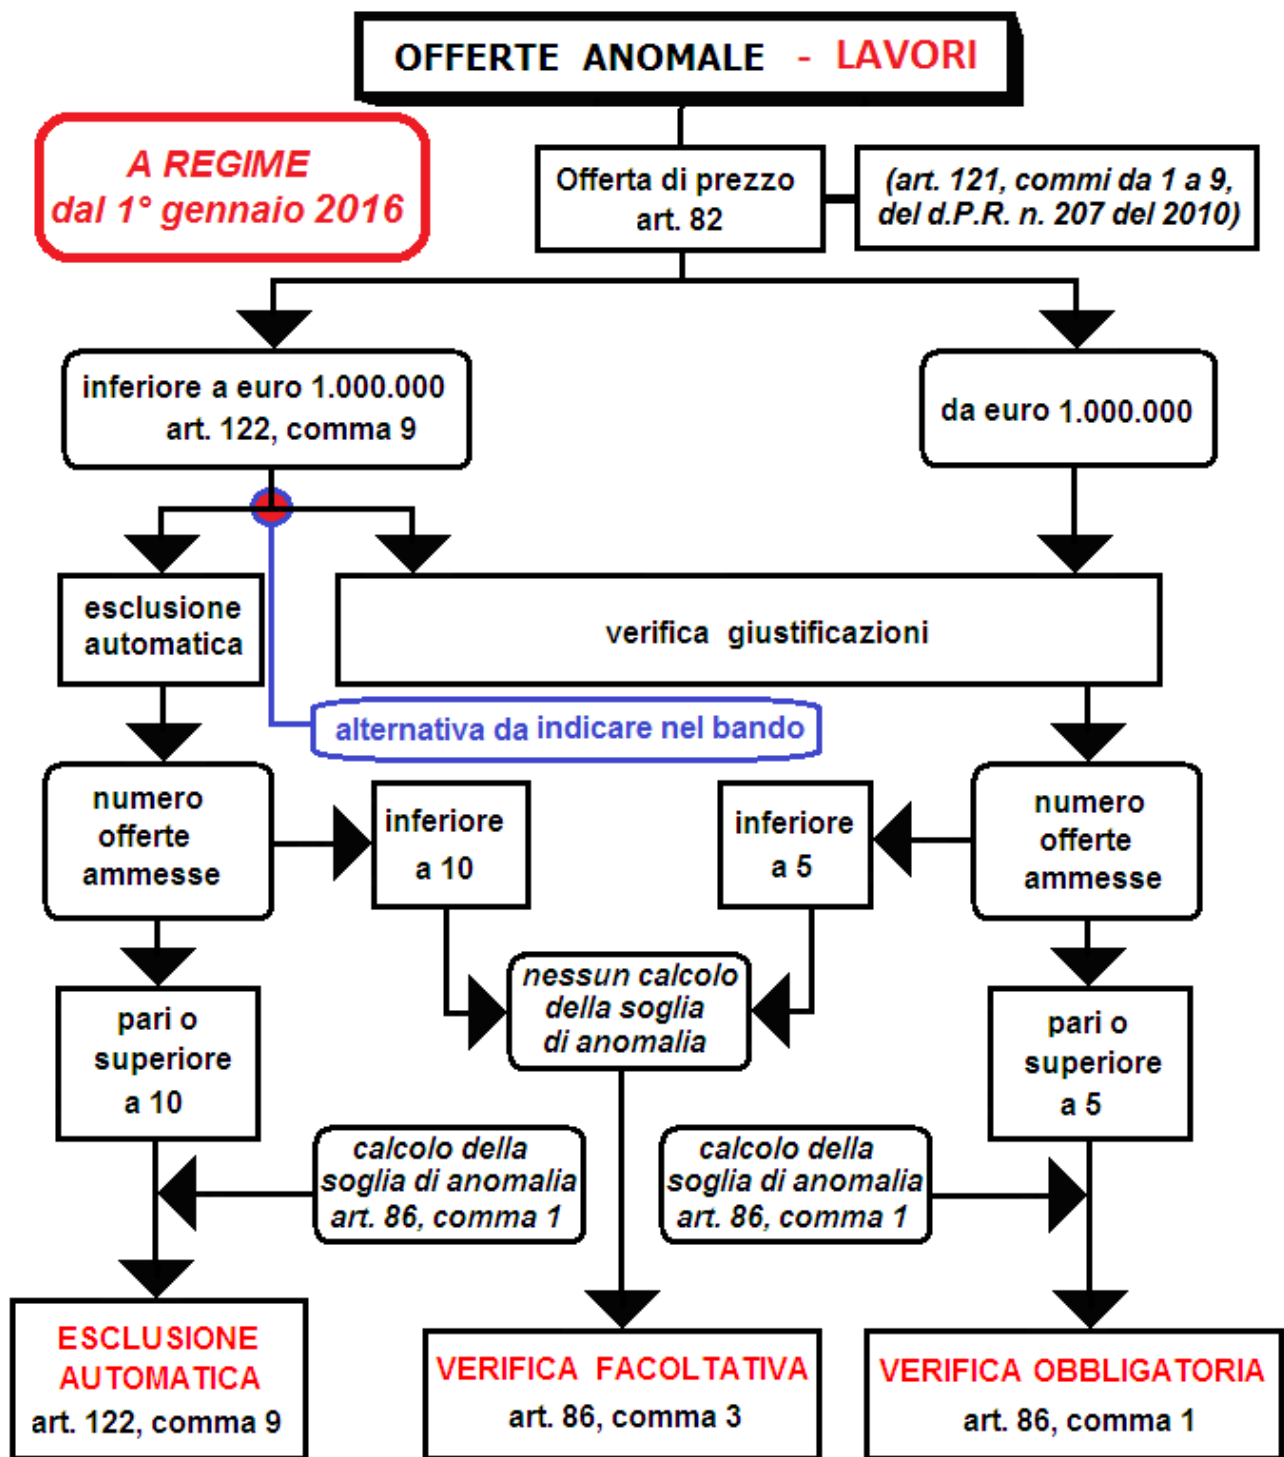 OFFERTE ANOMALE - LAVORI
A REGIME
dal 1° gennaio 2016
Offerta di prezzo
art. 82
(art. 121, commi da 1 a 9,
del d.P.R. n. 207 del 2010)
inferiore a euro 1.000.000
art. 122, comma 9
da euro 1.000.000
esclusione
automatica
verifica giustificazioni
alternativa da indicare nel bando
numero
offerte
ammesse
inferiore
a 10
inferiore
a 5
numero
offerte
ammesse
nessun calcolo
della soglia
di anomalia
pari o
superiore
a 10
pari o
superiore
a 5
calcolo della
soglia di anomalia
art. 86, comma 1
calcolo della
soglia di anomalia
art. 86, comma 1
ESCLUSIONE
AUTOMATICA
art. 122, comma 9
VERIFICA FACOLTATIVA
art. 86, comma 3
VERIFICA OBBLIGATORIA
art. 86, comma 1